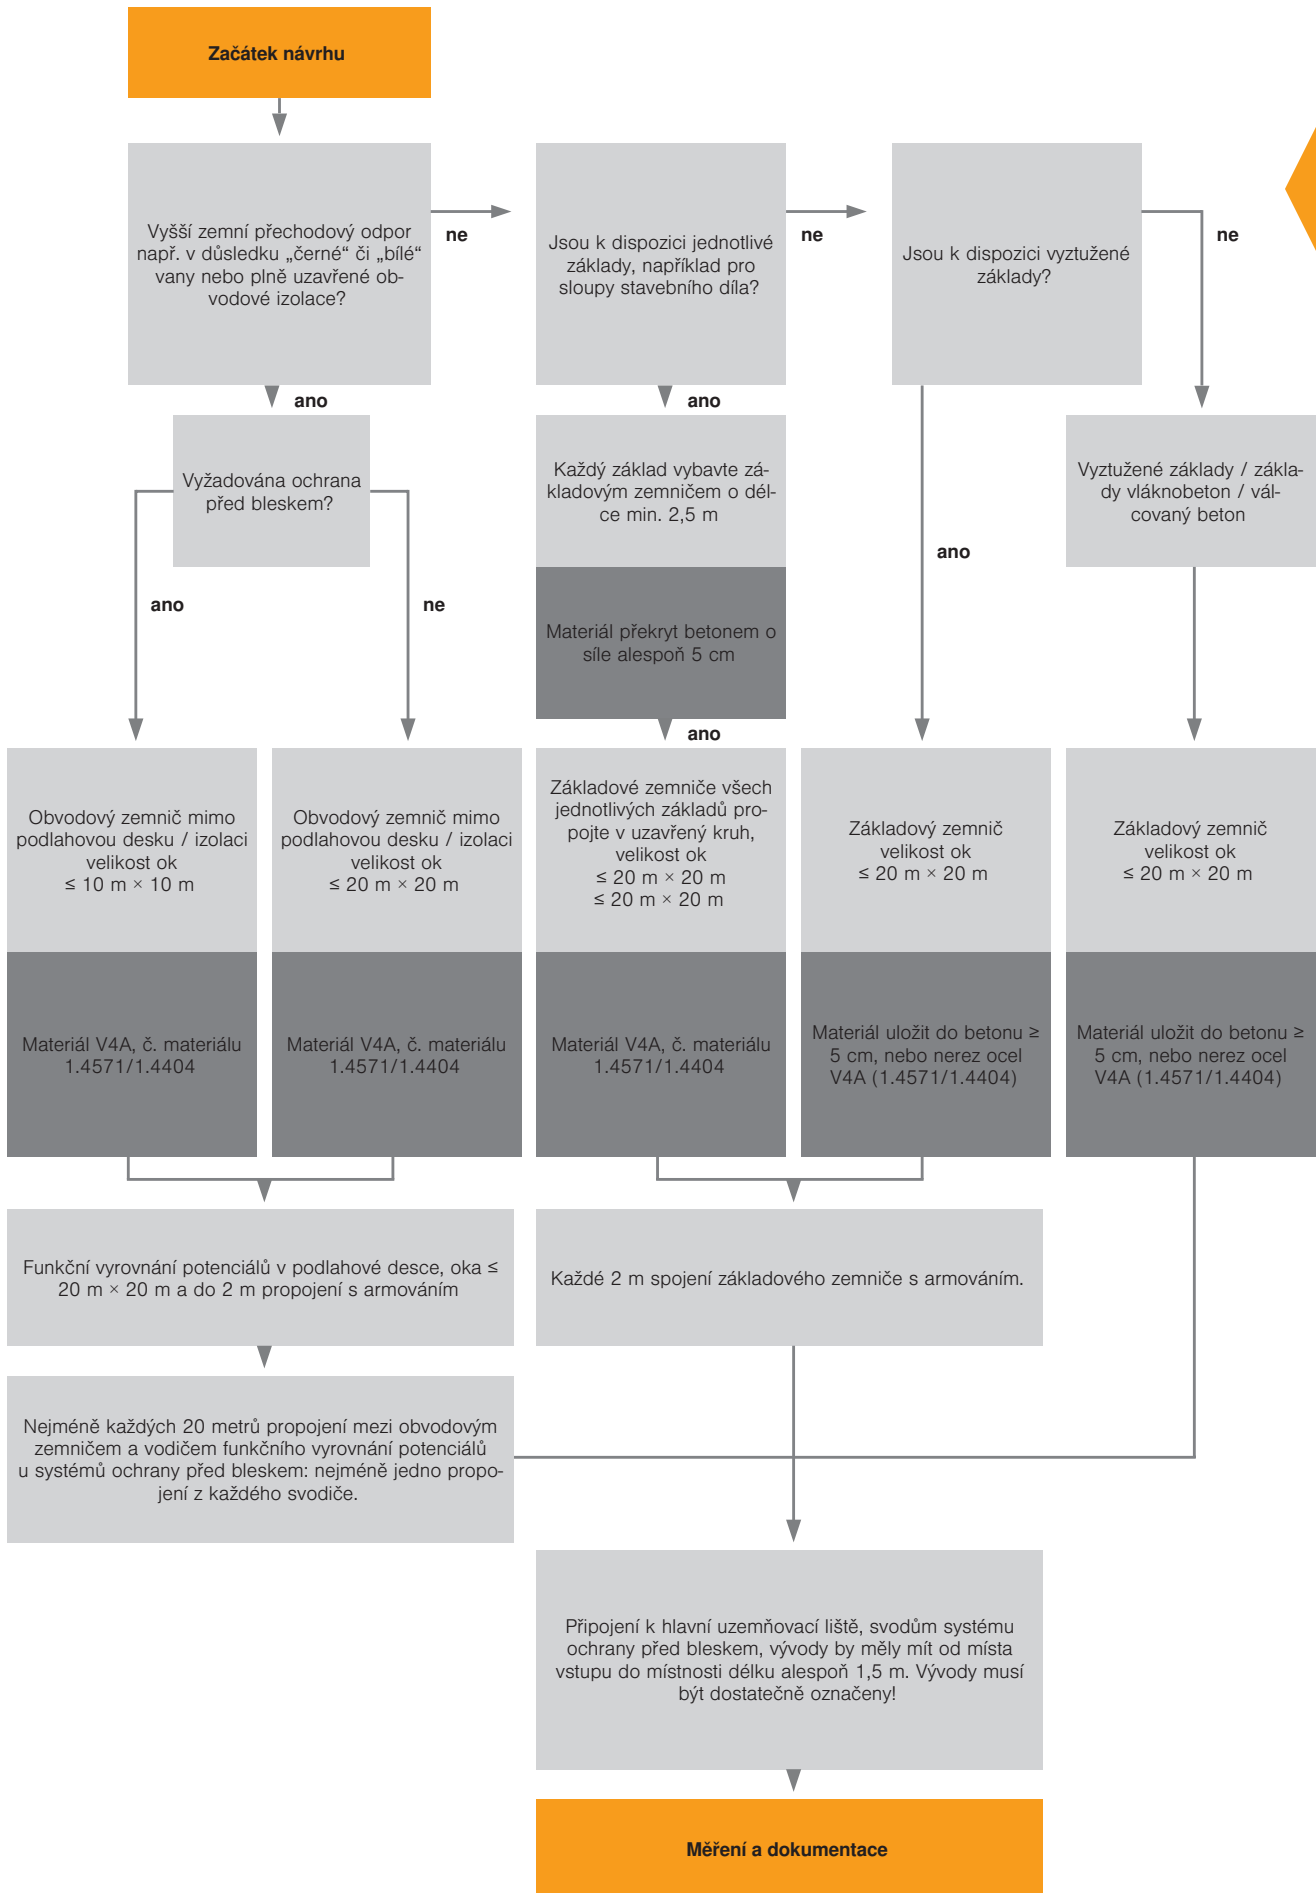 Začátek návrhu
Vyšší zemní přechodový odpor
např. v důsledku „černé“ či „bílé“
vany nebo plně uzavřené ob-
vodové izolace?
ne
Jsou k dispozici jednotlivé
základy, například pro
sloupy stavebního díla?
ne
Jsou k dispozici vyztužené
základy?
ne
ano
ano
Vyžadována ochrana
před bleskem?
Každý základ vybavte zá-
kladovým zemničem o dél-
ce min. 2,5 m
Vyztužené základy / zákla-
dy vláknobeton / vál-
covaný beton
ano
ano
ne
Materiál překryt betonem o
síle alespoň 5 cm
ano
Obvodový zemnič mimo
podlahovou desku / izolaci
velikost ok
≤ 10 m × 10 m
Obvodový zemnič mimo
podlahovou desku / izolaci
velikost ok
≤ 20 m × 20 m
Základové zemniče všech
jednotlivých základů pro-
pojte v uzavřený kruh,
velikost ok
≤ 20 m × 20 m
≤ 20 m × 20 m
Základový zemnič
velikost ok
≤ 20 m × 20 m
Základový zemnič
velikost ok
≤ 20 m × 20 m
Materiál V4A, č. materiálu
1.4571/1.4404
Materiál V4A, č. materiálu
1.4571/1.4404
Materiál V4A, č. materiálu
1.4571/1.4404
Materiál uložit do betonu ≥
5 cm, nebo nerez ocel
V4A (1.4571/1.4404)
Materiál uložit do betonu ≥
5 cm, nebo nerez ocel
V4A (1.4571/1.4404)
Funkční vyrovnání potenciálů v podlahové desce, oka ≤
20 m × 20 m a do 2 m propojení s armováním
Každé 2 m spojení základového zemniče s armováním.
Nejméně každých 20 metrů propojení mezi obvodovým
zemničem a vodičem funkčního vyrovnání potenciálů
u systémů ochrany před bleskem: nejméně jedno propo-
jení z každého svodiče.
Připojení k hlavní uzemňovací liště, svodům systému
ochrany před bleskem, vývody by měly mít od místa
vstupu do místnosti délku alespoň 1,5 m. Vývody musí
být dostatečně označeny!
Měření a dokumentace